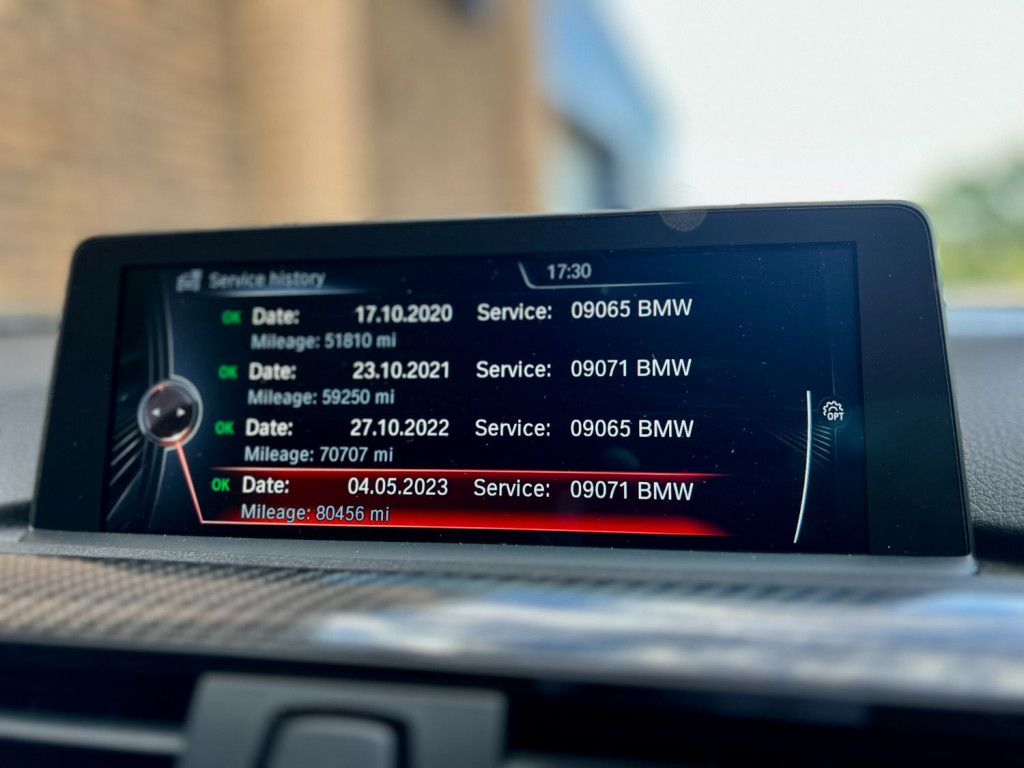 Service history 17:30
OK Date: 17.10.2020 Service: 09065 BMW
Mileage: 51810 mi
OK Date: 23.10.2021 Service: 09071 BMW
Mileage: 59250 mi
OK Date: 27.10.2022 Service: 09065 BMW
Mileage: 70707 mi
OPT
OK Date: 04.05.2023 Service: 09071 BMW
Mileage: 80456 mi